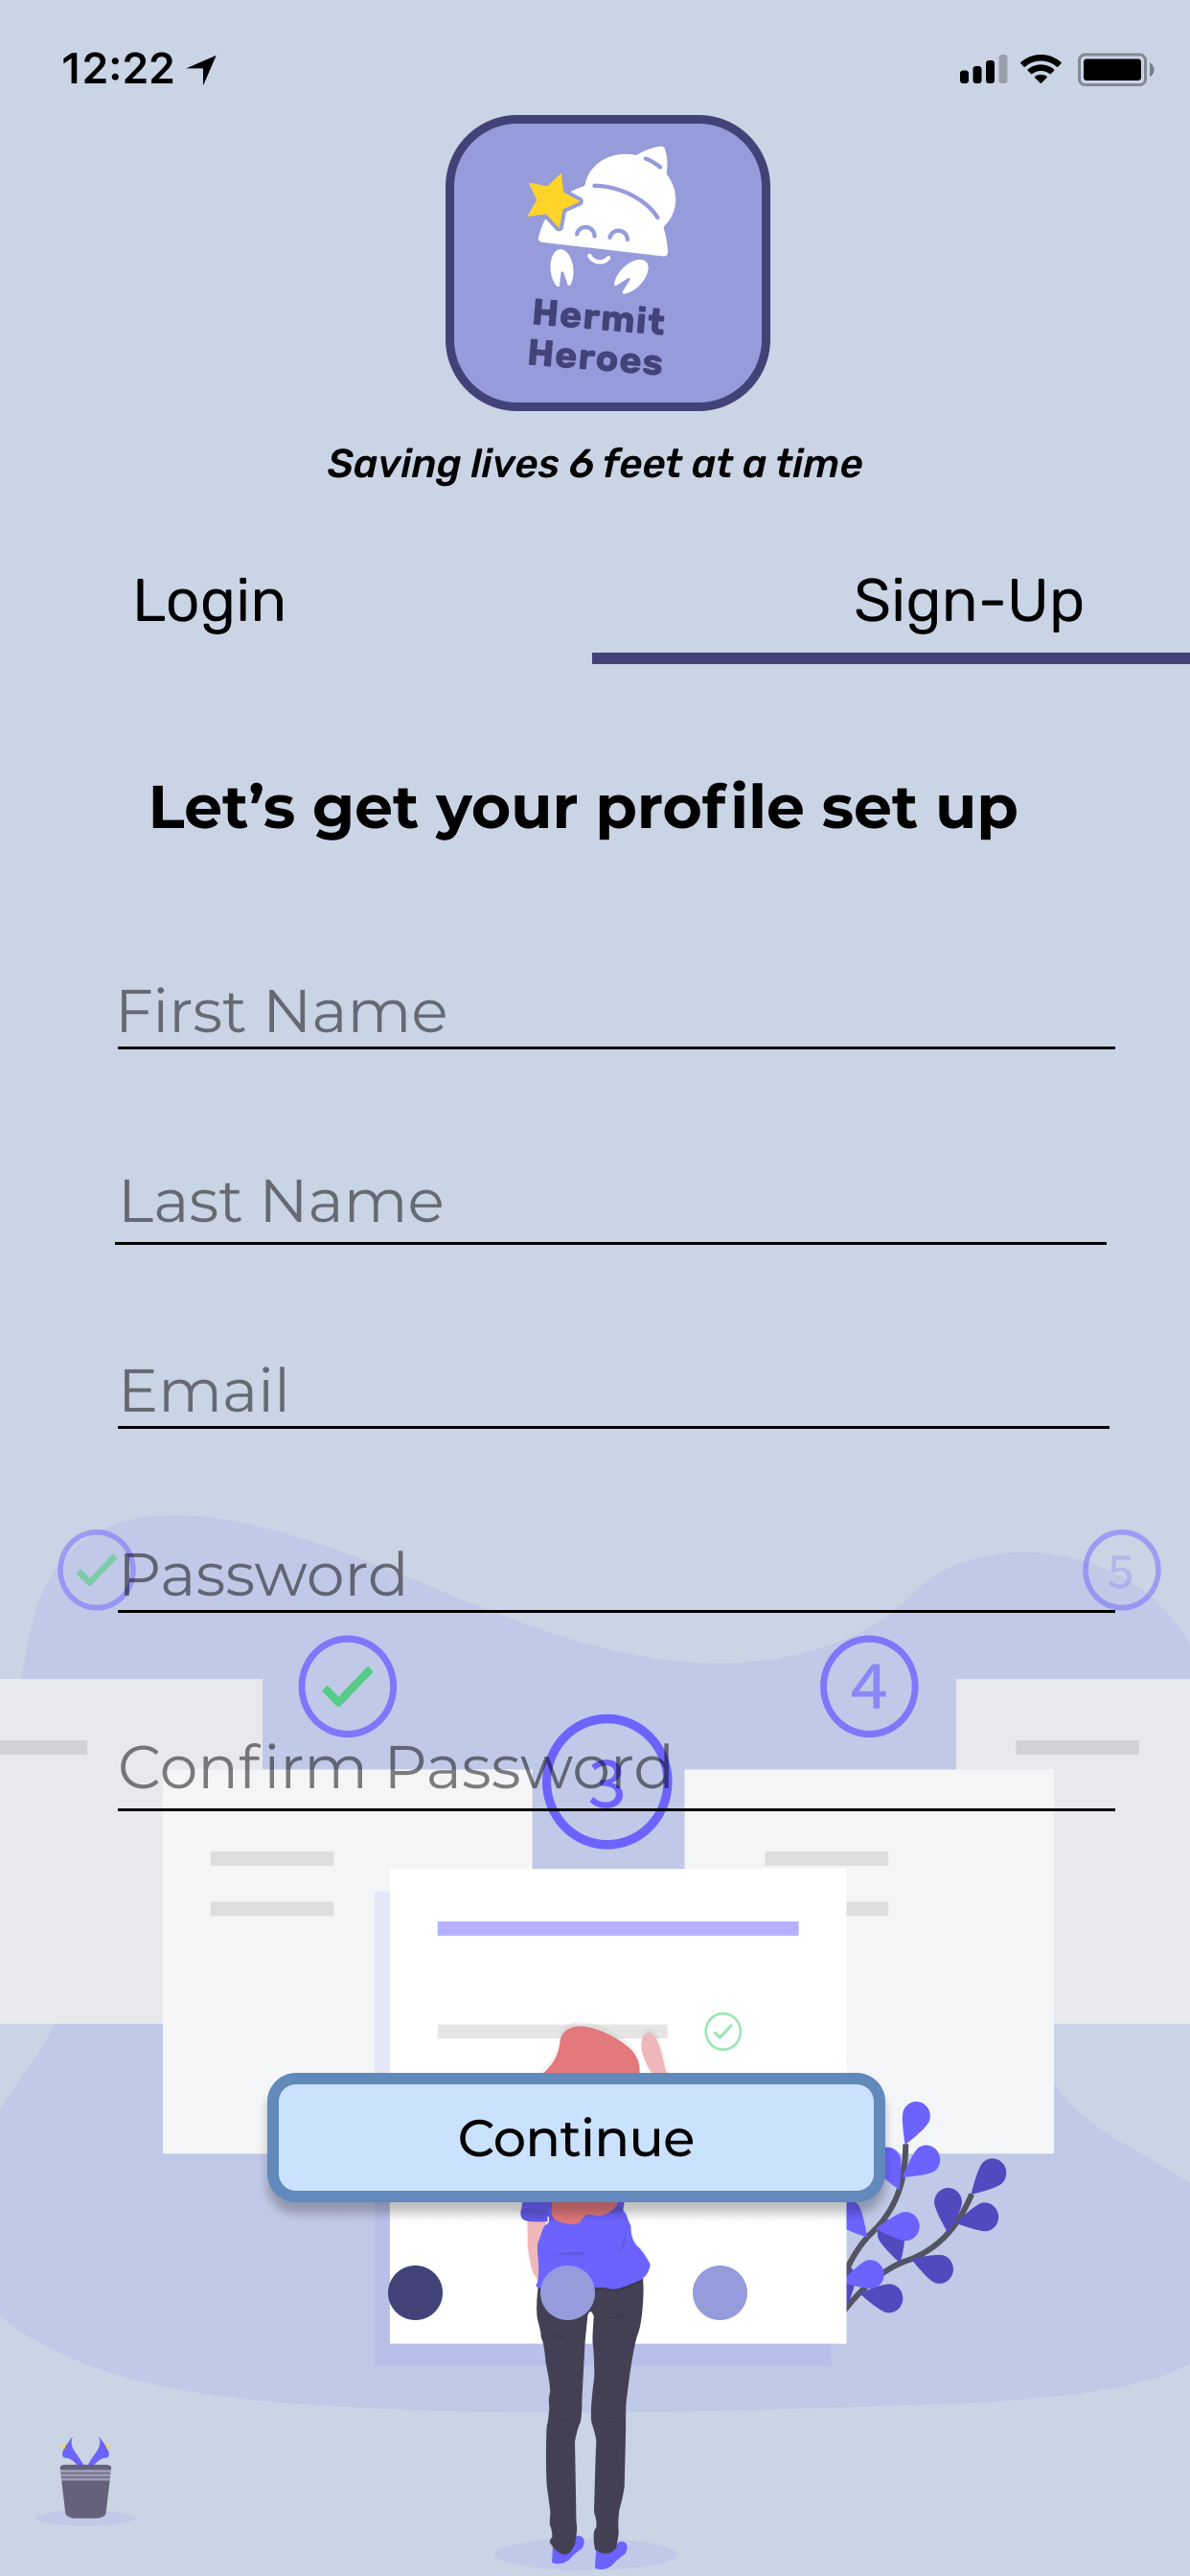 12:22
Hermit
Heroes
Saving lives 6 feet at a time
Login
Sign-Up
Let’s get your profile set up
First Name
Last Name
Email
Password
5
4
Confirm Password
3
Continue